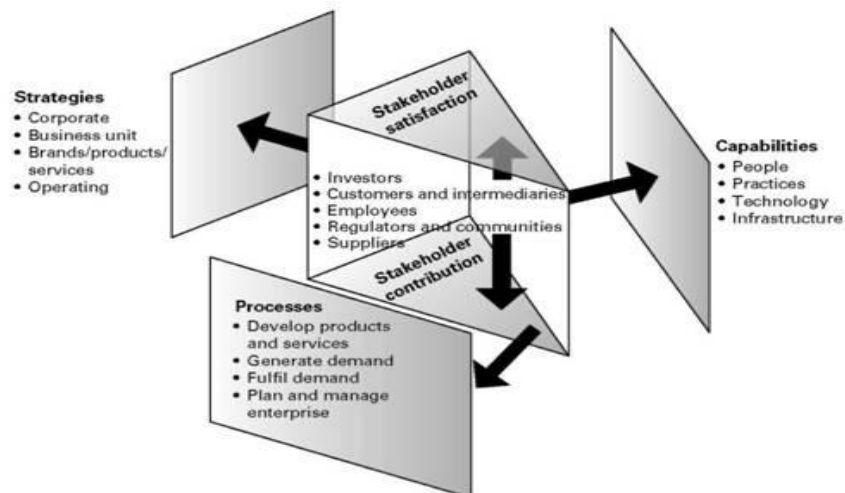 Strategies
• Corporate
• Business unit
• Brands/products/
services
• Operating
Stakeholder
satisfaction
• Investors
• Customers and intermediaries
• Employees
• Regulators and communities
• Suppliers
Stakeholder
contribution
Capabilities
• People
• Practices
• Technology
• Infrastructure
Processes
• Develop products
and services
• Generate demand
• Fulfil demand
• Plan and manage
enterprise